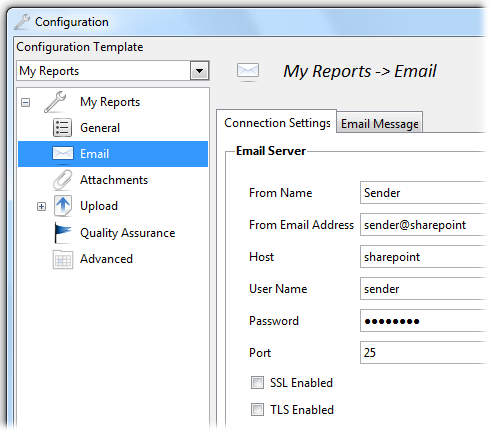 Configuration
Configuration Template
My Reports
My Reports
General
Email
Attachments
Upload
Quality Assurance
Advanced
My Reports -> Email
Connection Settings
Email Message
Email Server
From Name
Sender
From Email Address
sender@sharepoint
Host
sharepoint
User Name
sender
Password
●●●●●●●●
Port
25
SSL Enabled
TLS Enabled